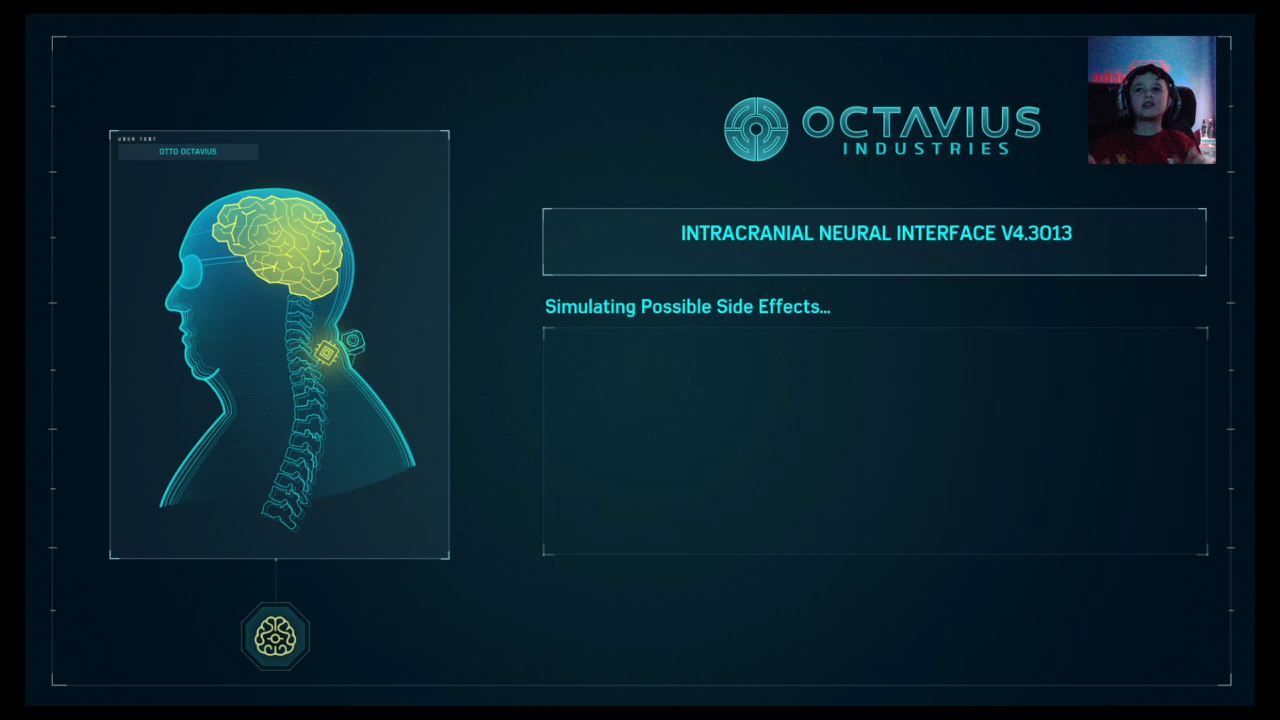 OCTAVIUS
INDUSTRIES
OTTO OCTAVIUS
INTRACRANIAL NEURAL INTERFACE V4.3013
Simulating Possible Side Effects...